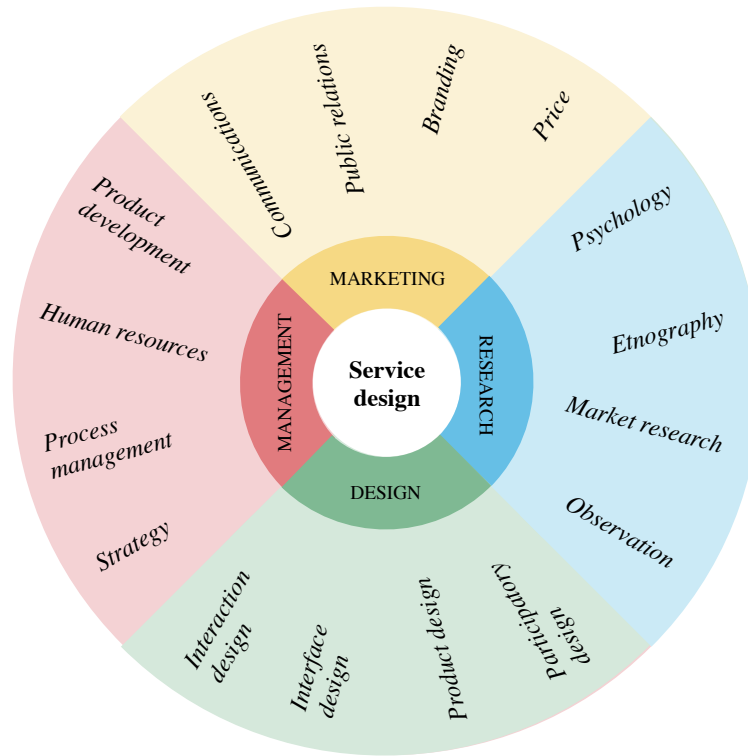 Communications
Public relations
Branding
Price
Psychology
Etnography
Market research
Observation
Participatory
design
Product design
Interface
design
Interaction
design
Strategy
Process
management
Human resources
Product
development
MARKETING
RESEARCH
DESIGN
MANAGEMENT
Service
design